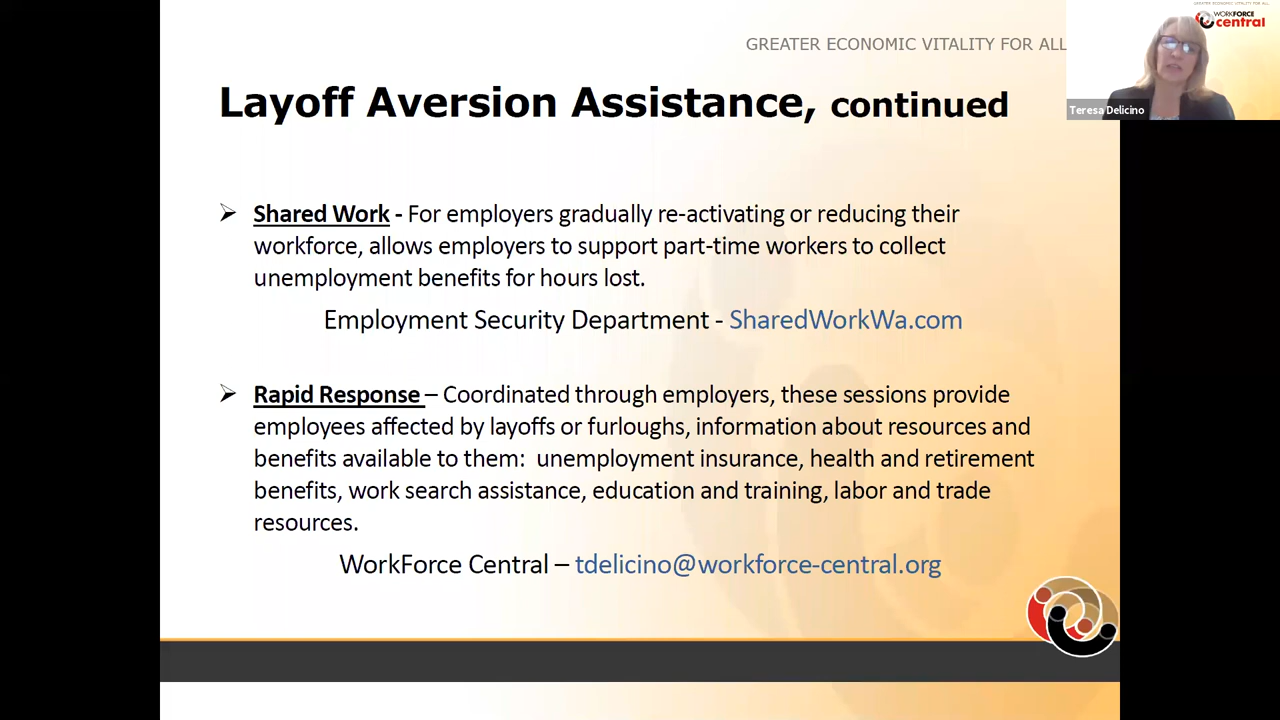 GREATER ECONOMIC VITALITY FOR ALL
WORKFORCE
central
Teresa Delicino
Layoff Aversion Assistance, continued
➢ Shared Work - For employers gradually re-activating or reducing their
workforce, allows employers to support part-time workers to collect
unemployment benefits for hours lost.
Employment Security Department - SharedWorkWa.com
➢ Rapid Response – Coordinated through employers, these sessions provide
employees affected by layoffs or furloughs, information about resources and
benefits available to them:  unemployment insurance, health and retirement
benefits, work search assistance, education and training, labor and trade
resources.
WorkForce Central – tdelicino@workforce-central.org